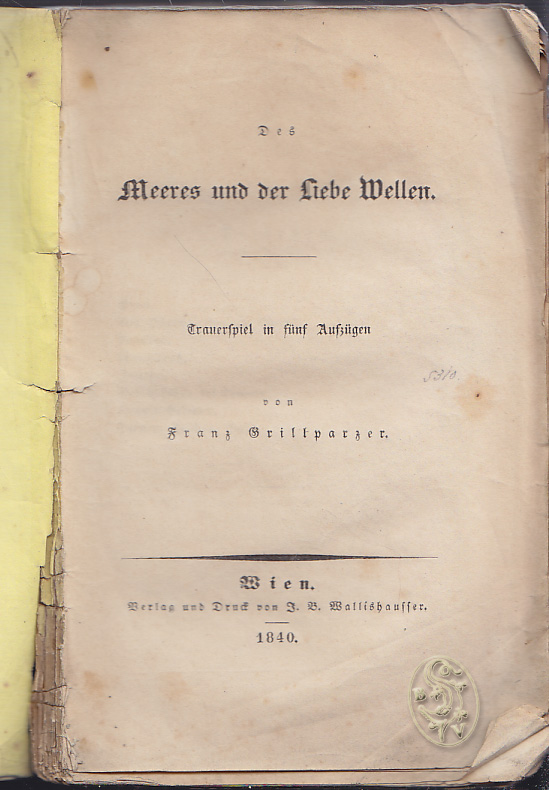 Des
Meeres und der Liebe Wellen.
Trauerspiel in fünf Aufzügen
von
Franz Grillparzer.
Wien.
Verlag und Druck von J. B. Wallishausser.
1840.